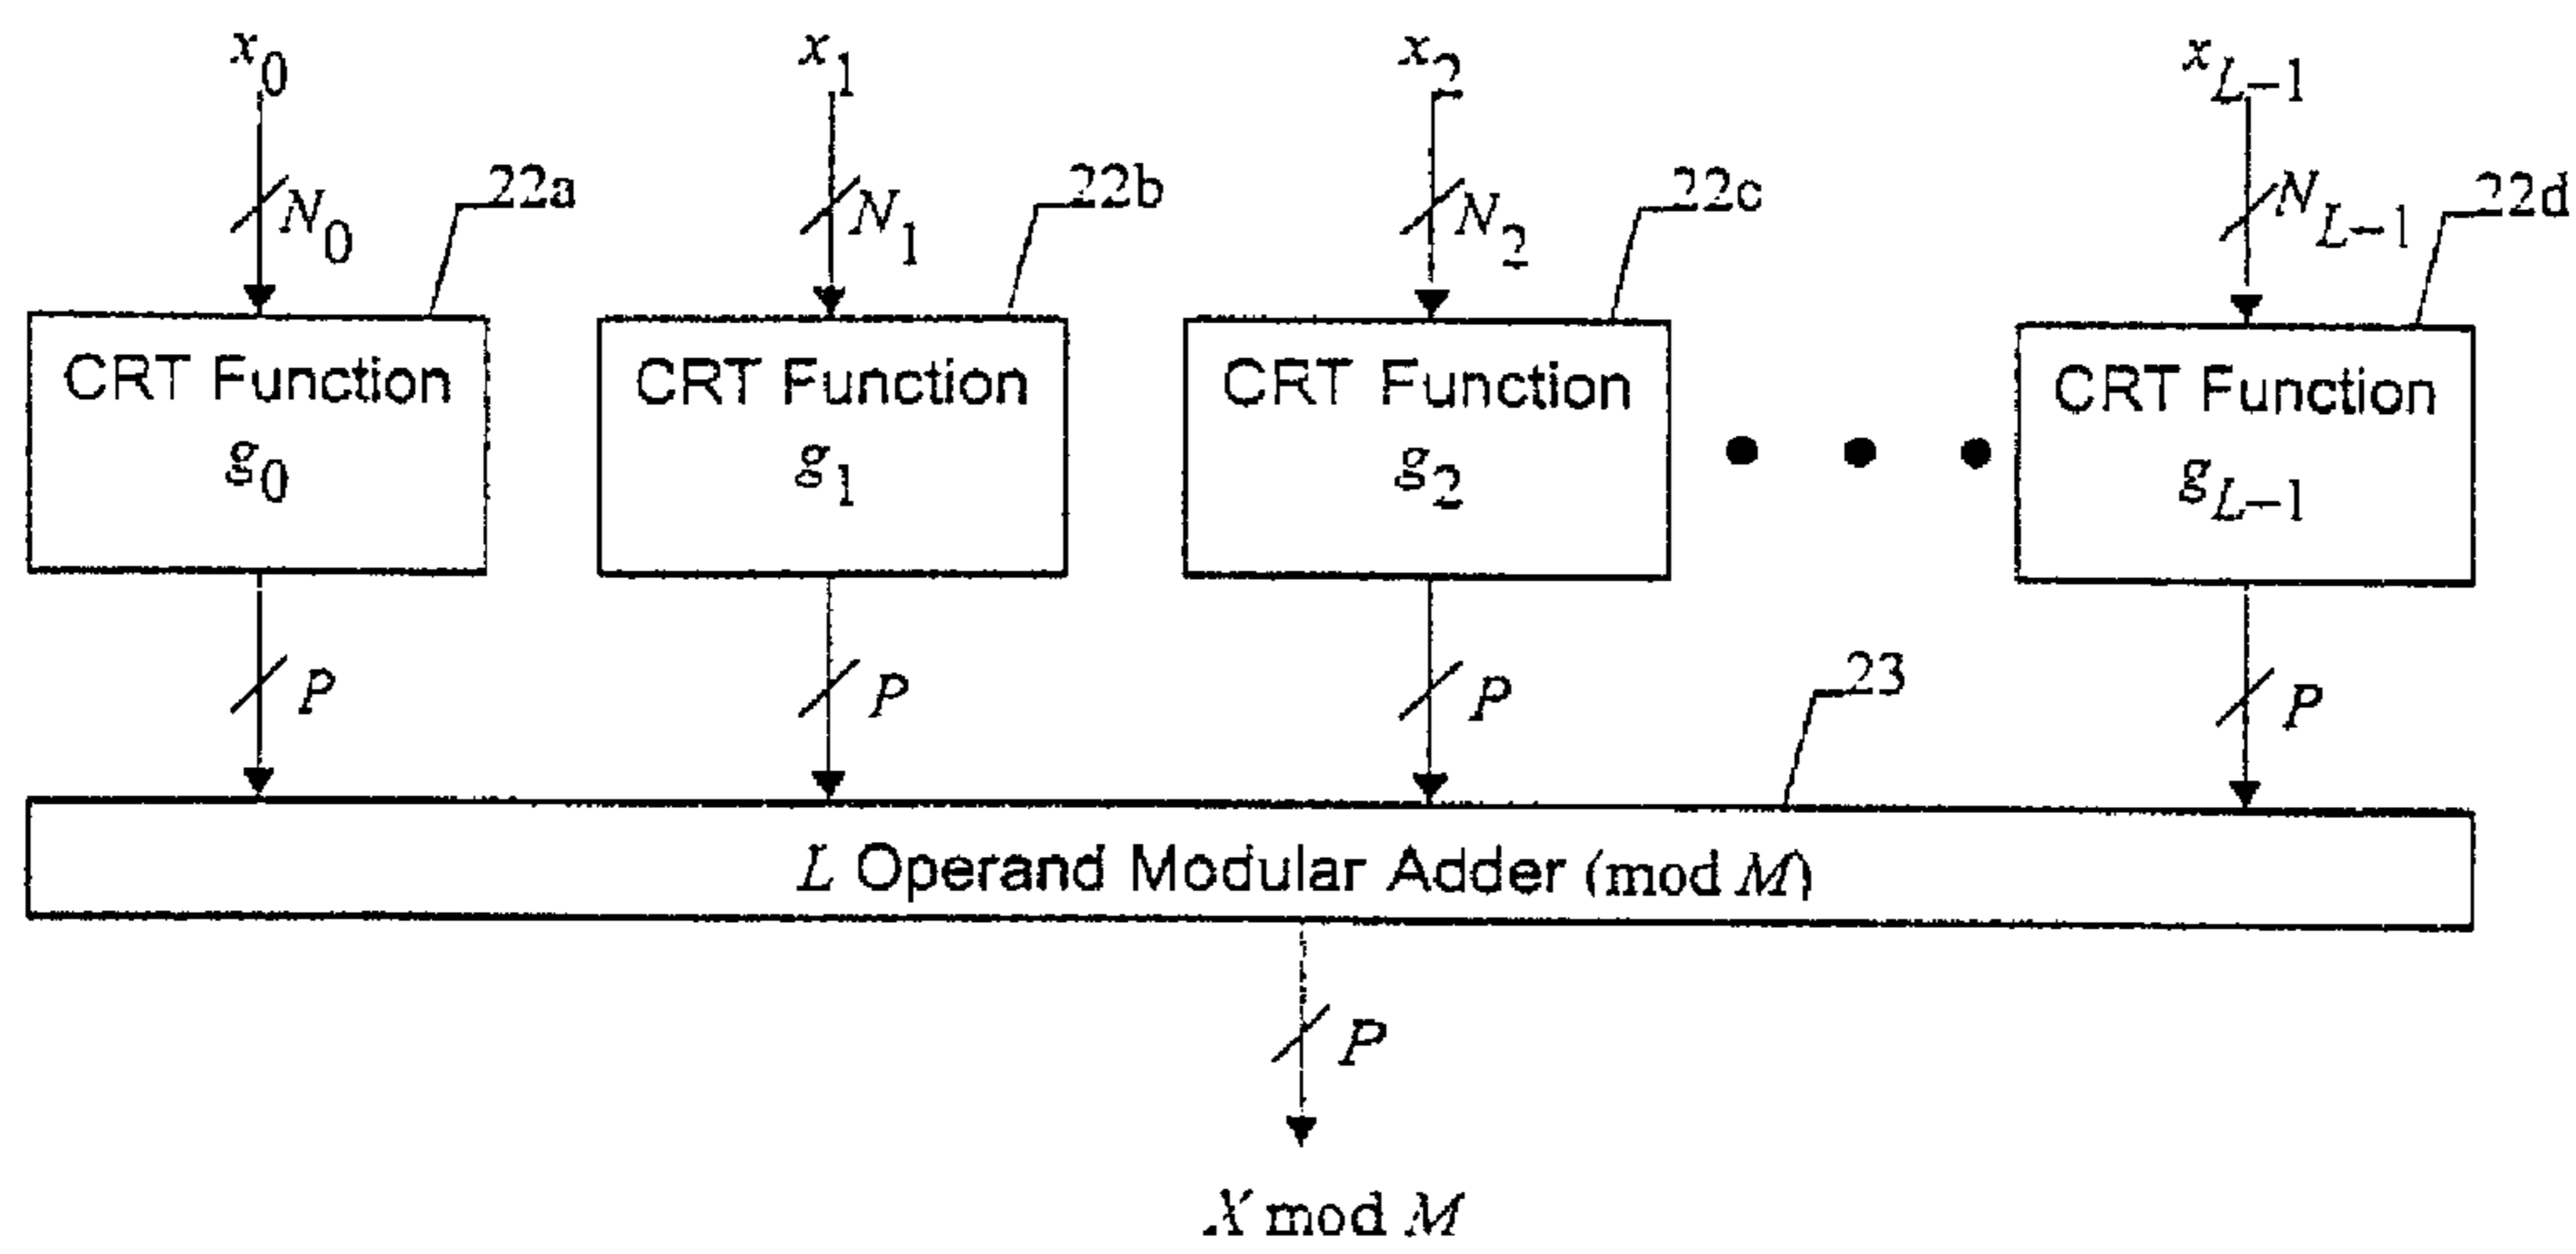 x0 x1 x2 xL−1
N0 22a N1 22b N2 22c NL−1 22d
CRT Function CRT Function CRT Function CRT Function
g0 g1 g2 • • • gL−1
P P P 23 P
L Operand Modular Adder (mod M)
P
X mod M